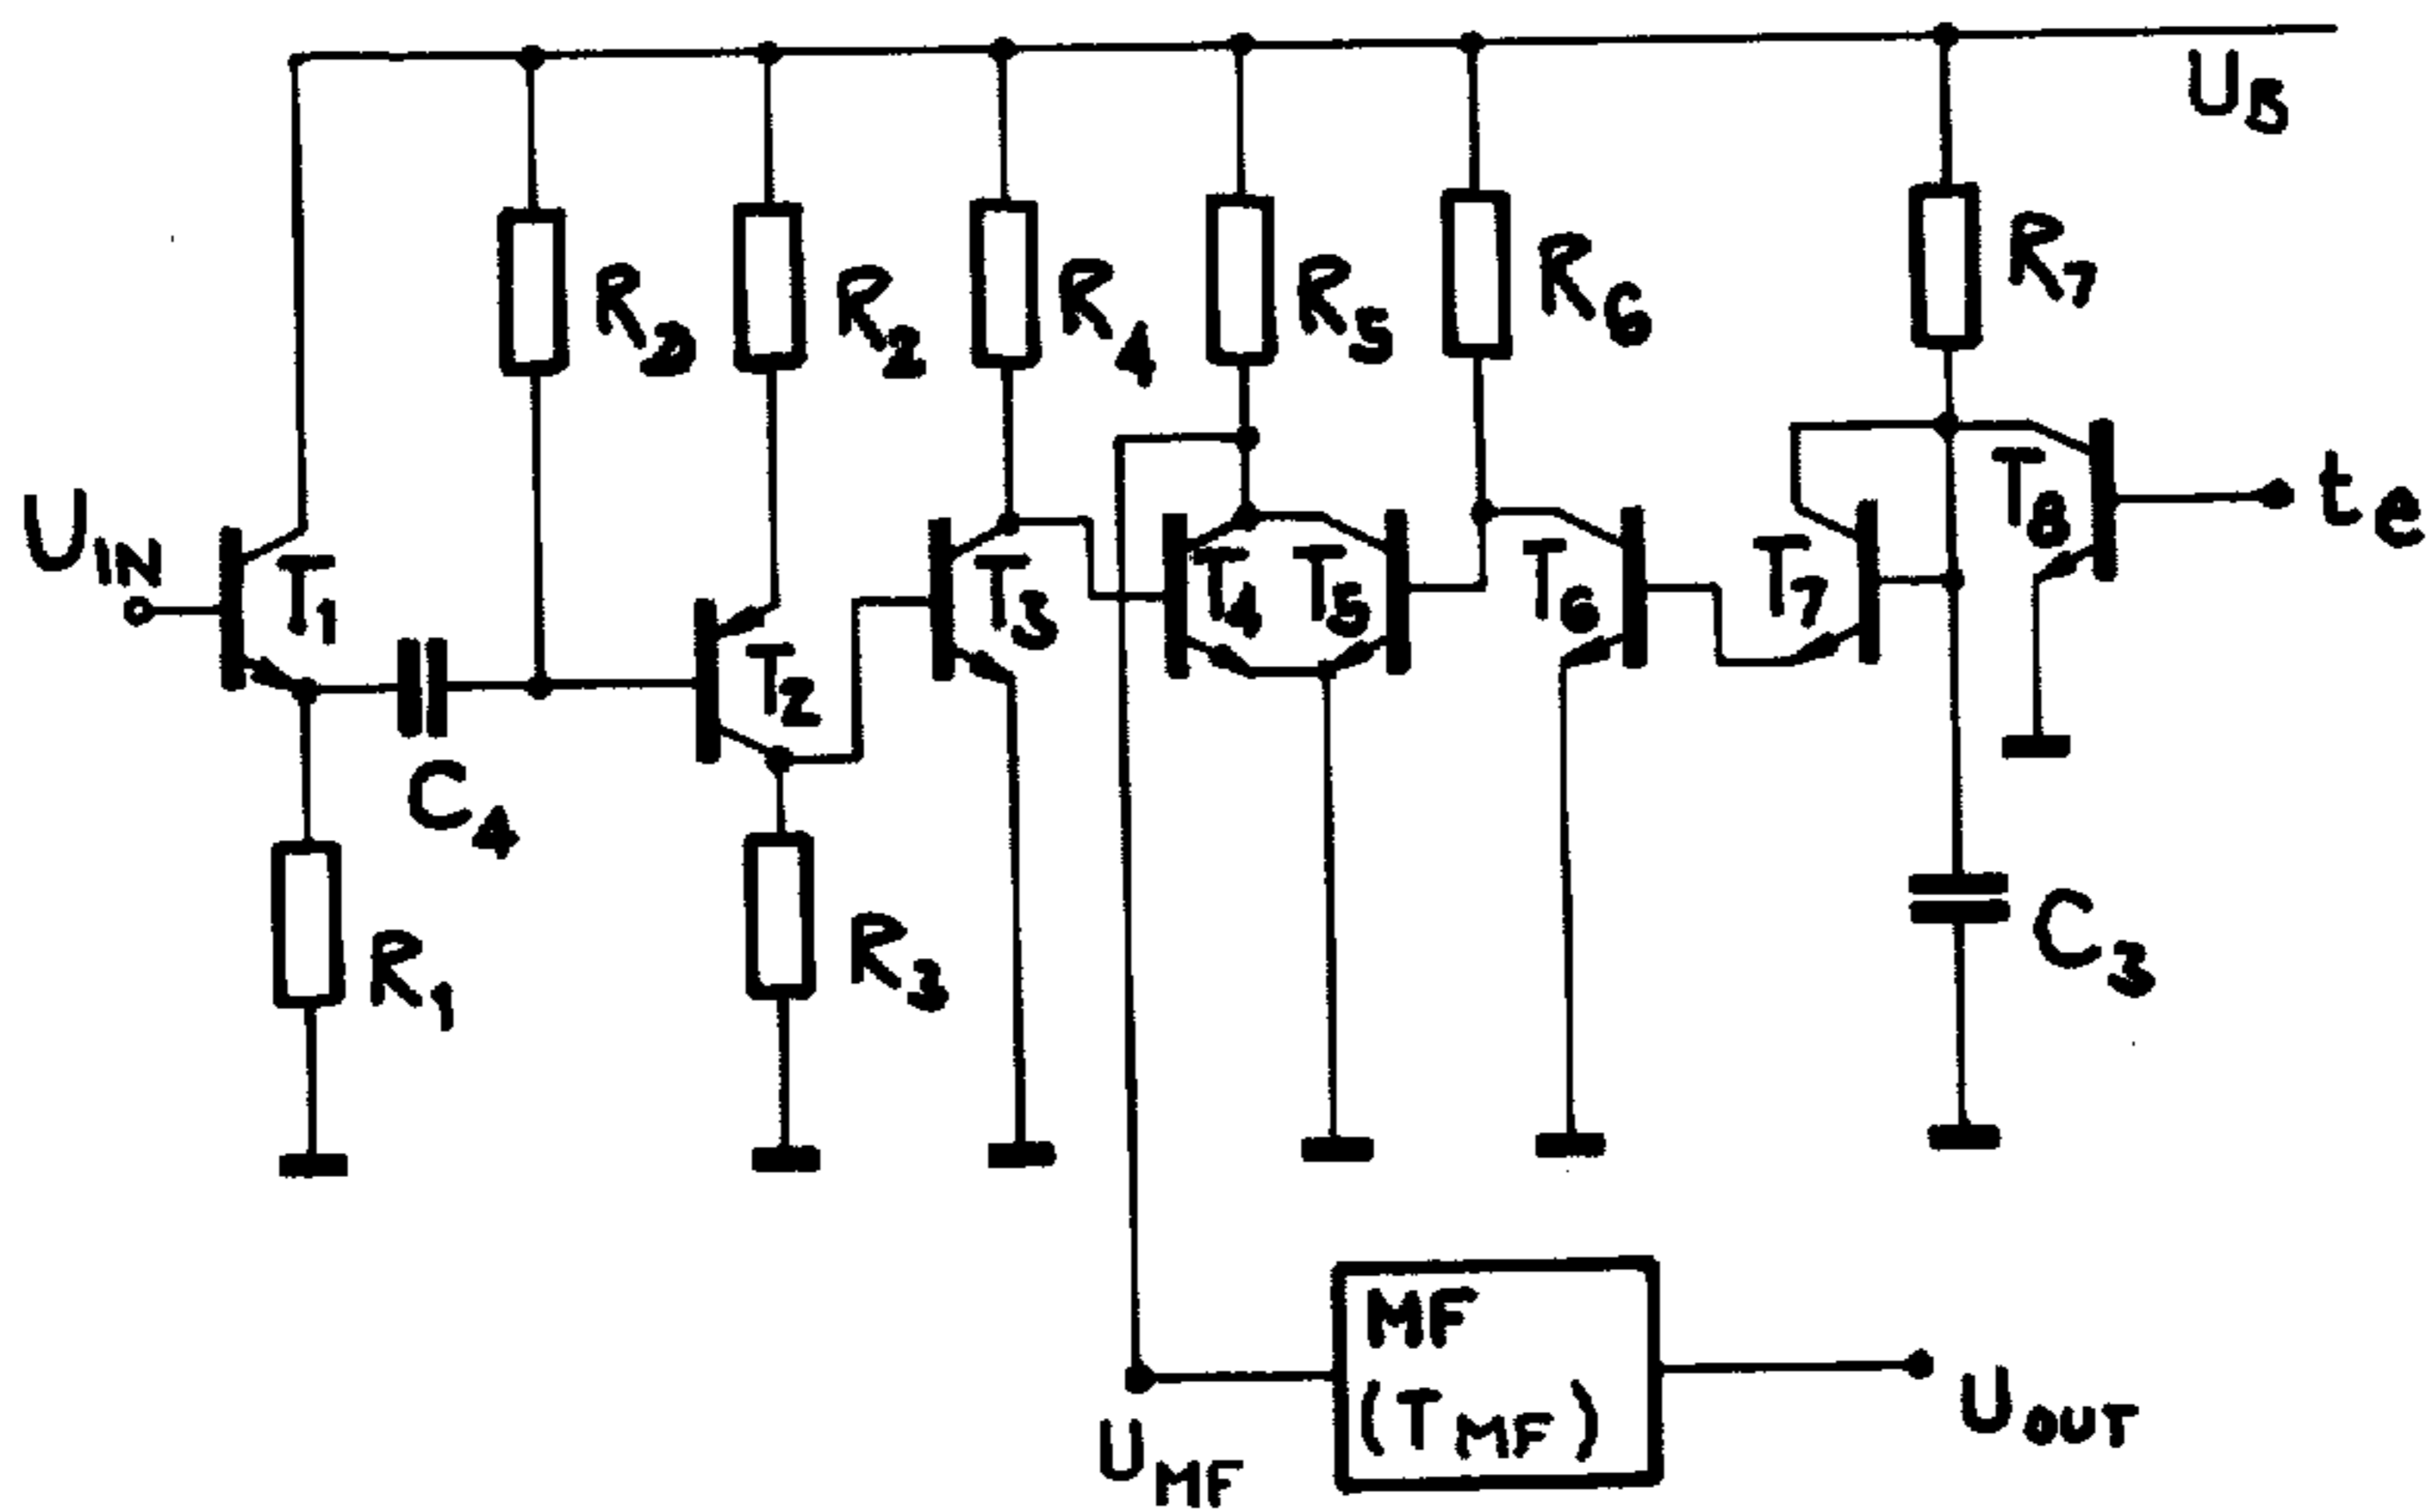 U_B
R_2
R_4
R_5
R_6
R_7
U_IN
T_1
T_2
T_3
T_4
T_5
T_6
T_7
T_8
t_e
C_4
R_1
R_3
C_3
MF
(T_MF)
U_MF
U_OUT